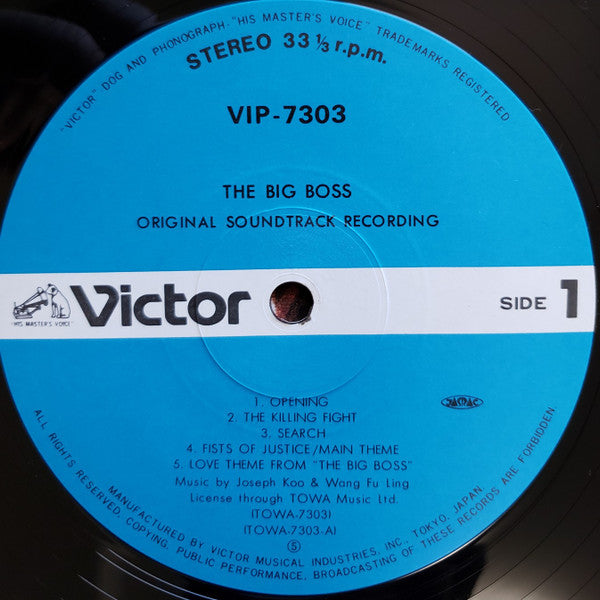 "VICTOR" DOG AND PHONOGRAPH-"HIS MASTER'S VOICE" TRADEMARKS REGISTERED
STEREO 33 ⅓ r.p.m.
VIP-7303
THE BIG BOSS
ORIGINAL SOUNDTRACK RECORDING
"HIS MASTER'S VOICE"
Victor
SIDE 1
1. OPENING
2. THE KILLING FIGHT
3. SEARCH
4. FISTS OF JUSTICE/MAIN THEME
5. LOVE THEME FROM "THE BIG BOSS"
JASRAC
Music by Joseph Koo & Wang Fu Ling
License through TOWA Music Ltd.
(TOWA-7303)
(TOWA-7303-A)
S
MANUFACTURED BY VICTOR MUSICAL INDUSTRIES, INC., TOKYO, JAPAN.
ALL RIGHTS RESERVED. COPYING, PUBLIC PERFORMANCE, BROADCASTING OF THESE RECORDS ARE FORBIDDEN.